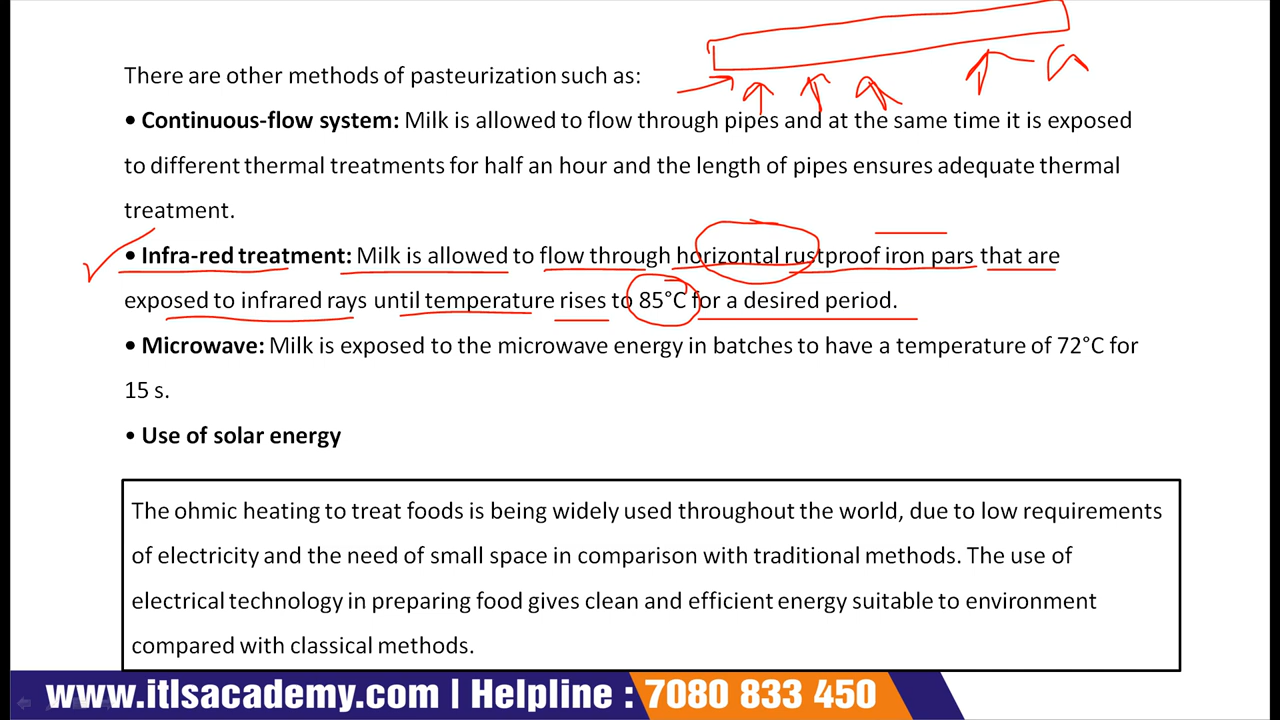 There are other methods of pasteurization such as:
• Continuous-flow system: Milk is allowed to flow through pipes and at the same time it is exposed
to different thermal treatments for half an hour and the length of pipes ensures adequate thermal
treatment.
• Infra-red treatment: Milk is allowed to flow through horizontal rustproof iron pars that are
exposed to infrared rays until temperature rises to 85°C for a desired period.
• Microwave: Milk is exposed to the microwave energy in batches to have a temperature of 72°C for
15 s.
• Use of solar energy
The ohmic heating to treat foods is being widely used throughout the world, due to low requirements
of electricity and the need of small space in comparison with traditional methods. The use of
electrical technology in preparing food gives clean and efficient energy suitable to environment
compared with classical methods.
www.itlsacademy.com | Helpline : 7080 833 450